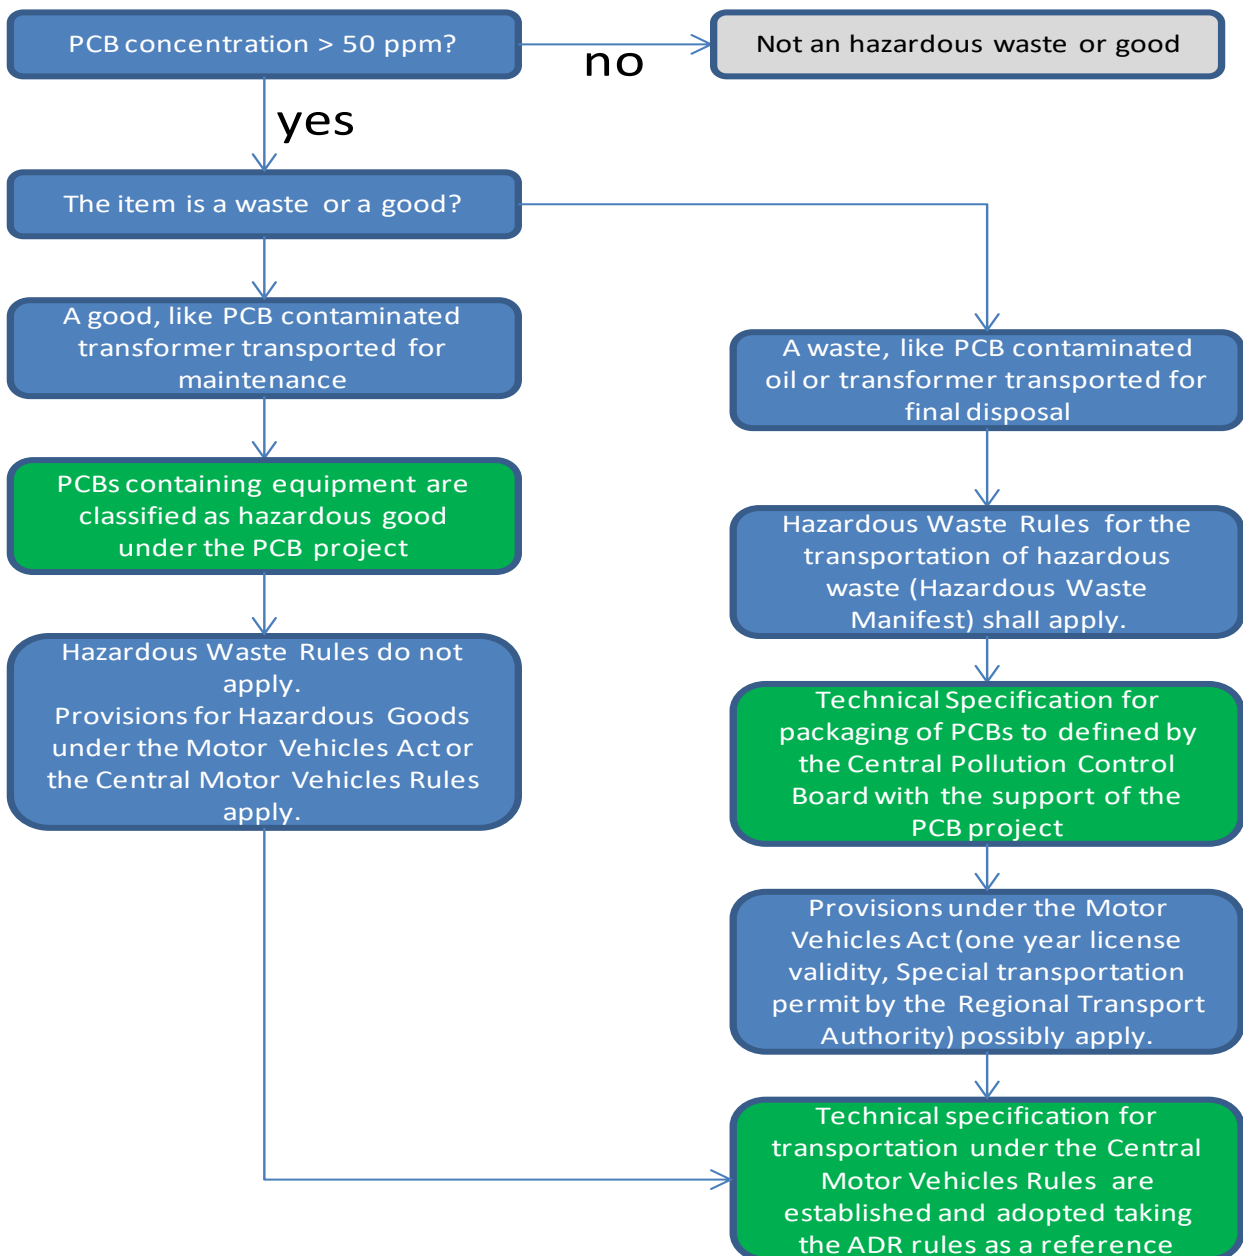 PCB concentration > 50 ppm?
no
Not an hazardous waste or good
yes
The item is a waste or a good?
A good, like PCB contaminated
transformer transported for
maintenance
PCBs containing equipment are
classified as hazardous good
under the PCB project
Hazardous Waste Rules do not
apply.
Provisions for Hazardous Goods
under the Motor Vehicles Act or
the Central Motor Vehicles Rules
apply.
A waste, like PCB contaminated
oil or transformer transported for
final disposal
Hazardous Waste Rules for the
transportation of hazardous
waste (Hazardous Waste
Manifest) shall apply.
Technical Specification for
packaging of PCBs to defined by
the Central Pollution Control
Board with the support of the
PCB project
Provisions under the Motor
Vehicles Act (one year license
validity, Special transportation
permit by the Regional Transport
Authority) possibly apply.
Technical specification for
transportation under the Central
Motor Vehicles Rules are
established and adopted taking
the ADR rules as a reference